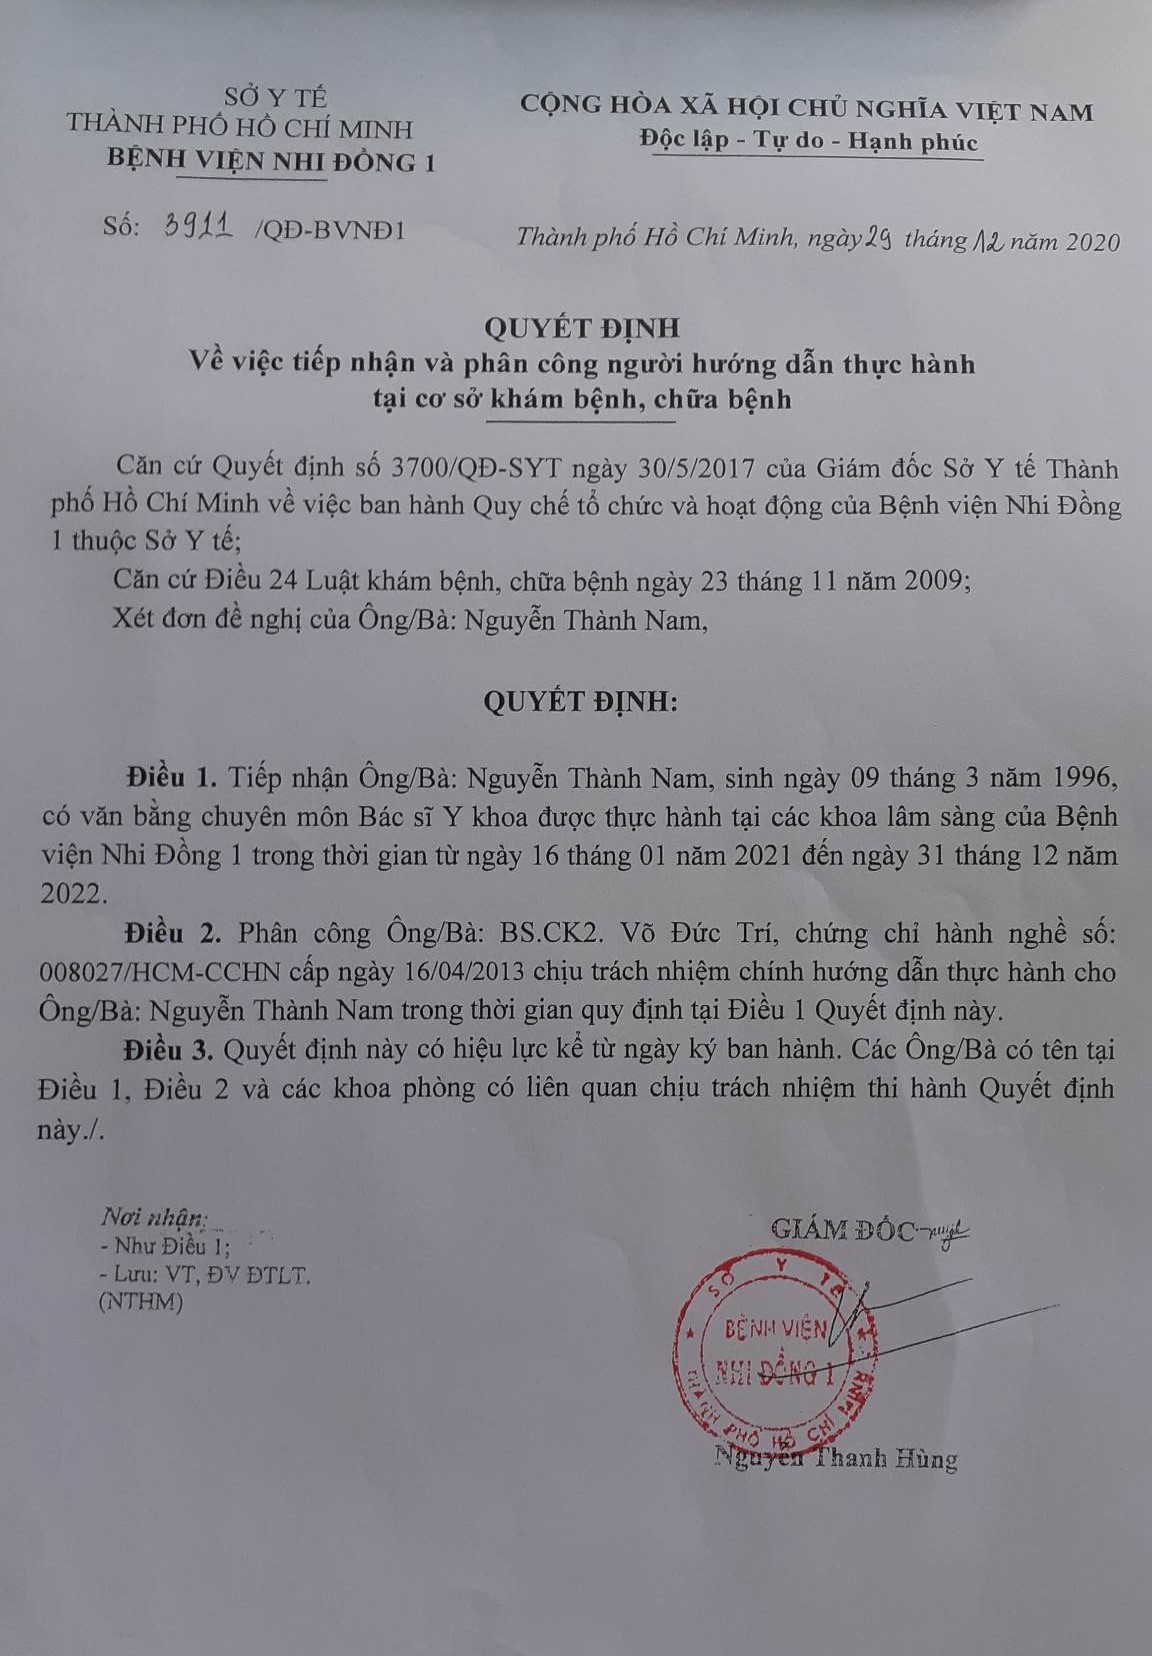 SỞ Y TẾ
THÀNH PHỐ HỒ CHÍ MINH
BỆNH VIỆN NHI ĐỒNG 1
CỘNG HÒA XÃ HỘI CHỦ NGHĨA VIỆT NAM
Độc lập - Tự do - Hạnh phúc
Số: 3911 /QĐ-BVNĐ1
Thành phố Hồ Chí Minh, ngày 29 tháng 12 năm 2020
QUYẾT ĐỊNH
Về việc tiếp nhận và phân công người hướng dẫn thực hành
tại cơ sở khám bệnh, chữa bệnh
Căn cứ Quyết định số 3700/QĐ-SYT ngày 30/5/2017 của Giám đốc Sở Y tế Thành
phố Hồ Chí Minh về việc ban hành Quy chế tổ chức và hoạt động của Bệnh viện Nhi Đồng
1 thuộc Sở Y tế;
Căn cứ Điều 24 Luật khám bệnh, chữa bệnh ngày 23 tháng 11 năm 2009;
Xét đơn đề nghị của Ông/Bà: Nguyễn Thành Nam,
QUYẾT ĐỊNH:
Điều 1. Tiếp nhận Ông/Bà: Nguyễn Thành Nam, sinh ngày 09 tháng 3 năm 1996,
có văn bằng chuyên môn Bác sĩ Y khoa được thực hành tại các khoa lâm sàng của Bệnh
viện Nhi Đồng 1 trong thời gian từ ngày 16 tháng 01 năm 2021 đến ngày 31 tháng 12 năm
2022.
Điều 2. Phân công Ông/Bà: BS.CK2. Võ Đức Trí, chứng chỉ hành nghề số:
008027/HCM-CCHN cấp ngày 16/04/2013 chịu trách nhiệm chính hướng dẫn thực hành cho
Ông/Bà: Nguyễn Thành Nam trong thời gian quy định tại Điều 1 Quyết định này.
Điều 3. Quyết định này có hiệu lực kể từ ngày ký ban hành. Các Ông/Bà có tên tại
Điều 1, Điều 2 và các khoa phòng có liên quan chịu trách nhiệm thi hành Quyết định
này./.
Nơi nhận:
- Như Điều 1;
- Lưu: VT, ĐV ĐTLT.
(NTHM)
GIÁM ĐỐC
SỞ Y TẾ
BỆNH VIỆN
NHI ĐỒNG 1
THÀNH PHỐ HỒ CHÍ MINH
Nguyễn Thanh Hùng